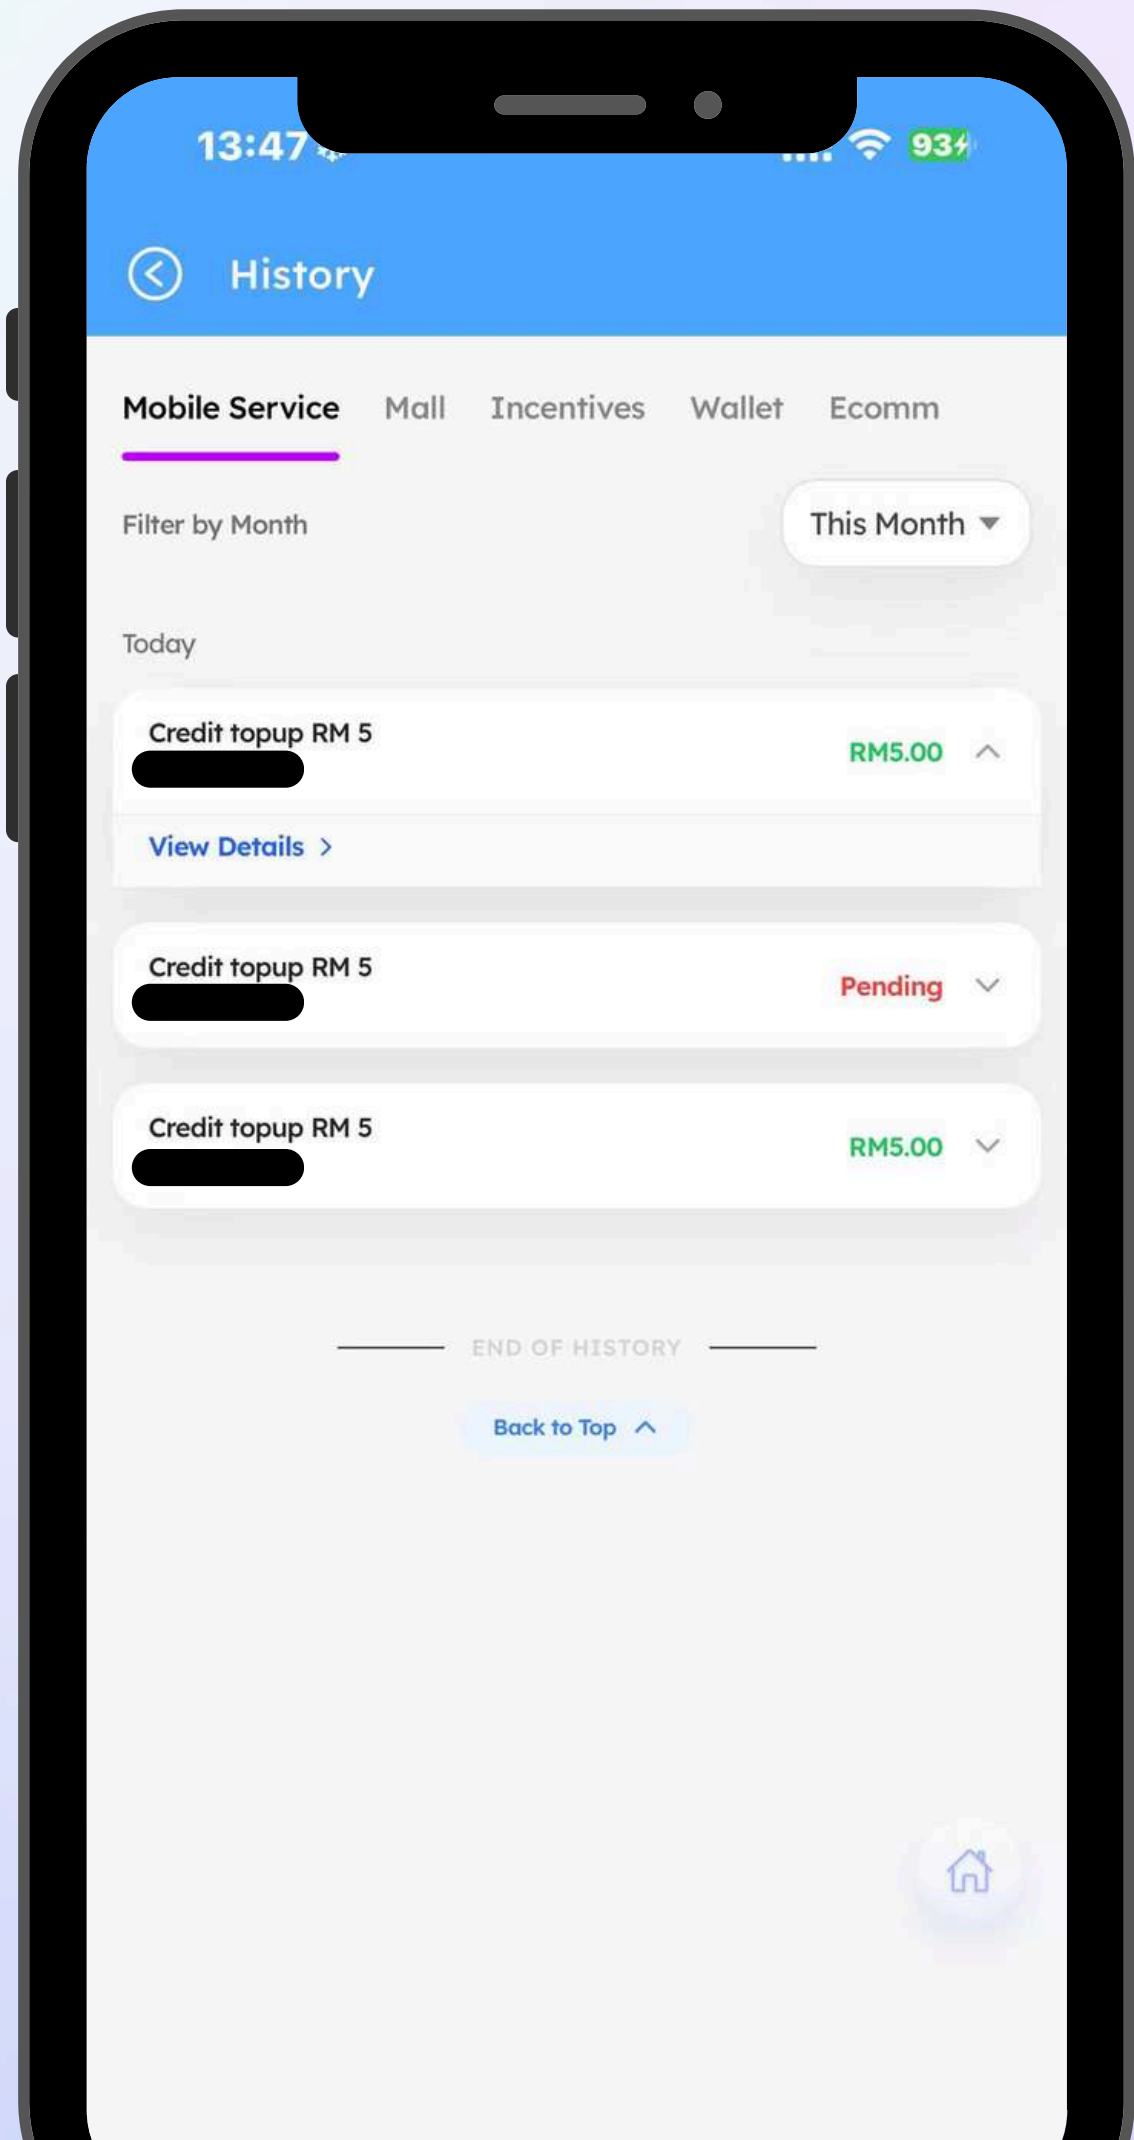 13:47
93
History
Mobile Service Mall Incentives Wallet Ecomm
Filter by Month
This Month
Today
Credit topup RM 5
RM5.00
View Details
Credit topup RM 5
Pending
Credit topup RM 5
RM5.00
END OF HISTORY
Back to Top